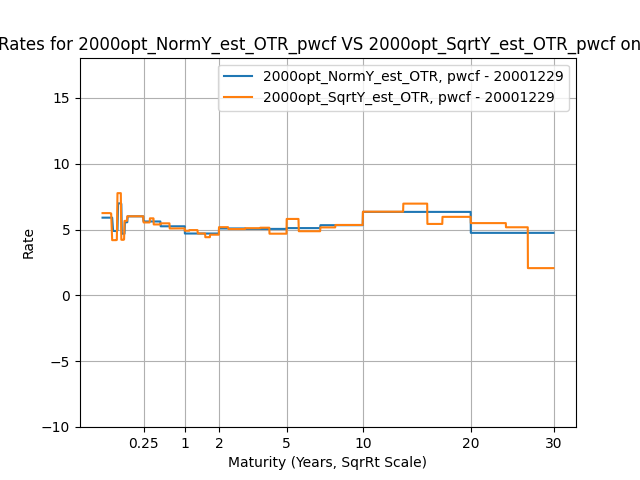 Rates for 2000opt_NormY_est_OTR_pwcf VS 2000opt_SqrtY_est_OTR_pwcf on
2000opt_NormY_est_OTR, pwcf - 20001229
2000opt_SqrtY_est_OTR, pwcf - 20001229
15
10
5
0
−5
−10
Rate
0.25 1 2 5 10 20 30
Maturity (Years, SqrRt Scale)